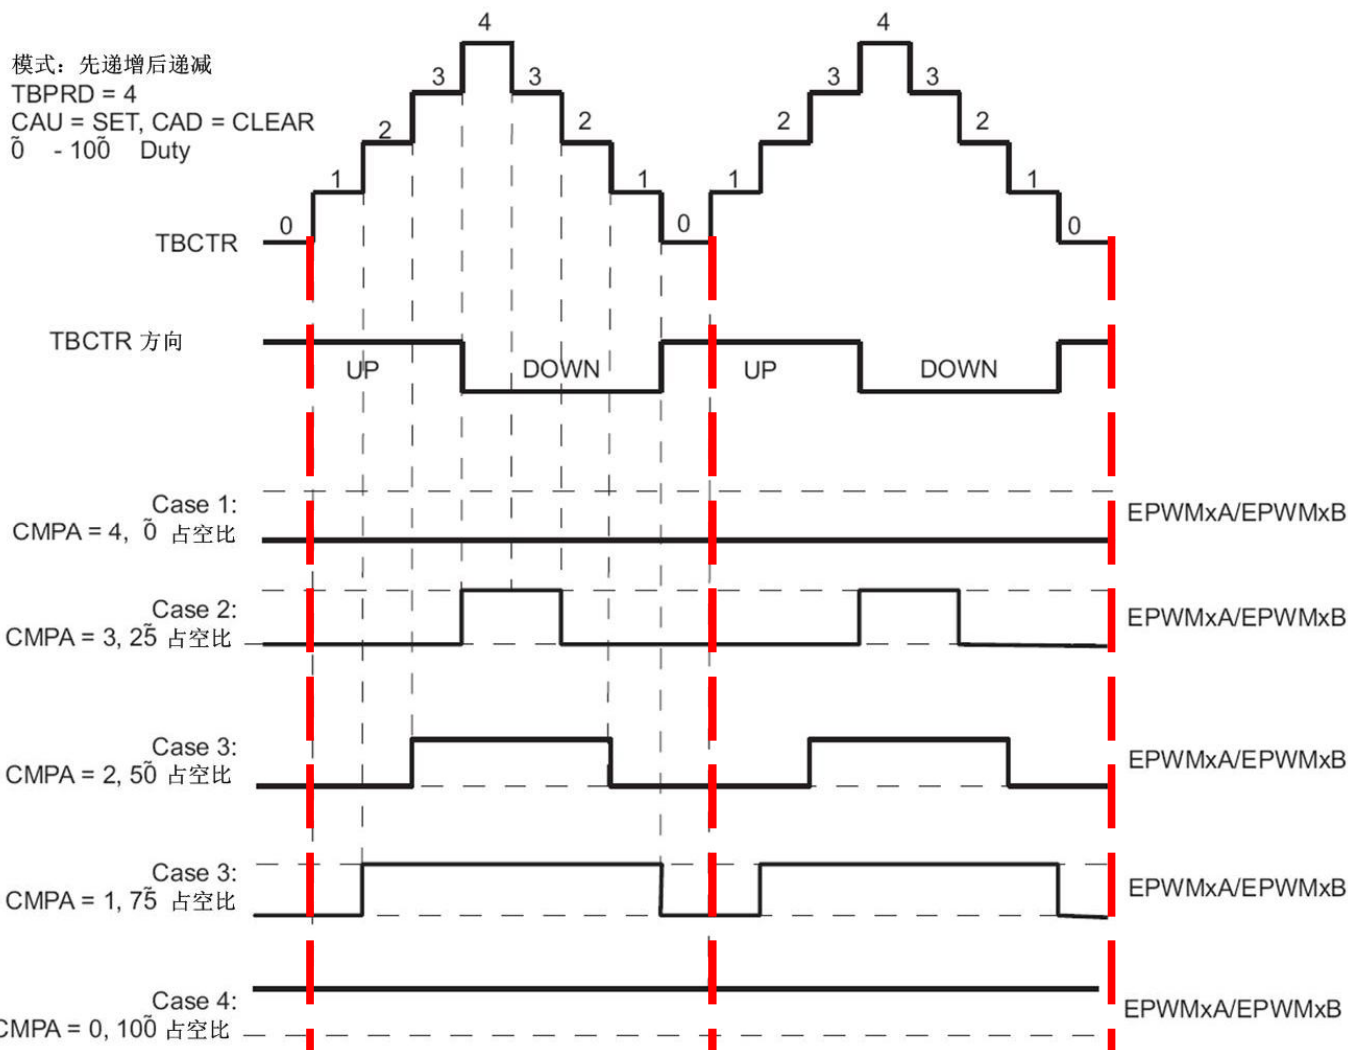 4 4
模式：先递增后递减
3 3 3 3
TBPRD = 4
CAU = SET, CAD = CLEAR
2 2 2 2
0̃ - 100̃ Duty
1 1 1 1
0 0 0
TBCTR
TBCTR 方向
UP DOWN UP DOWN
Case 1:
EPWMxA/EPWMxB
CMPA = 4, 0̃ 占空比
Case 2:
EPWMxA/EPWMxB
CMPA = 3, 25̃ 占空比
Case 3:
EPWMxA/EPWMxB
CMPA = 2, 50̃ 占空比
Case 3:
EPWMxA/EPWMxB
CMPA = 1, 75̃ 占空比
Case 4:
EPWMxA/EPWMxB
CMPA = 0, 100̃ 占空比